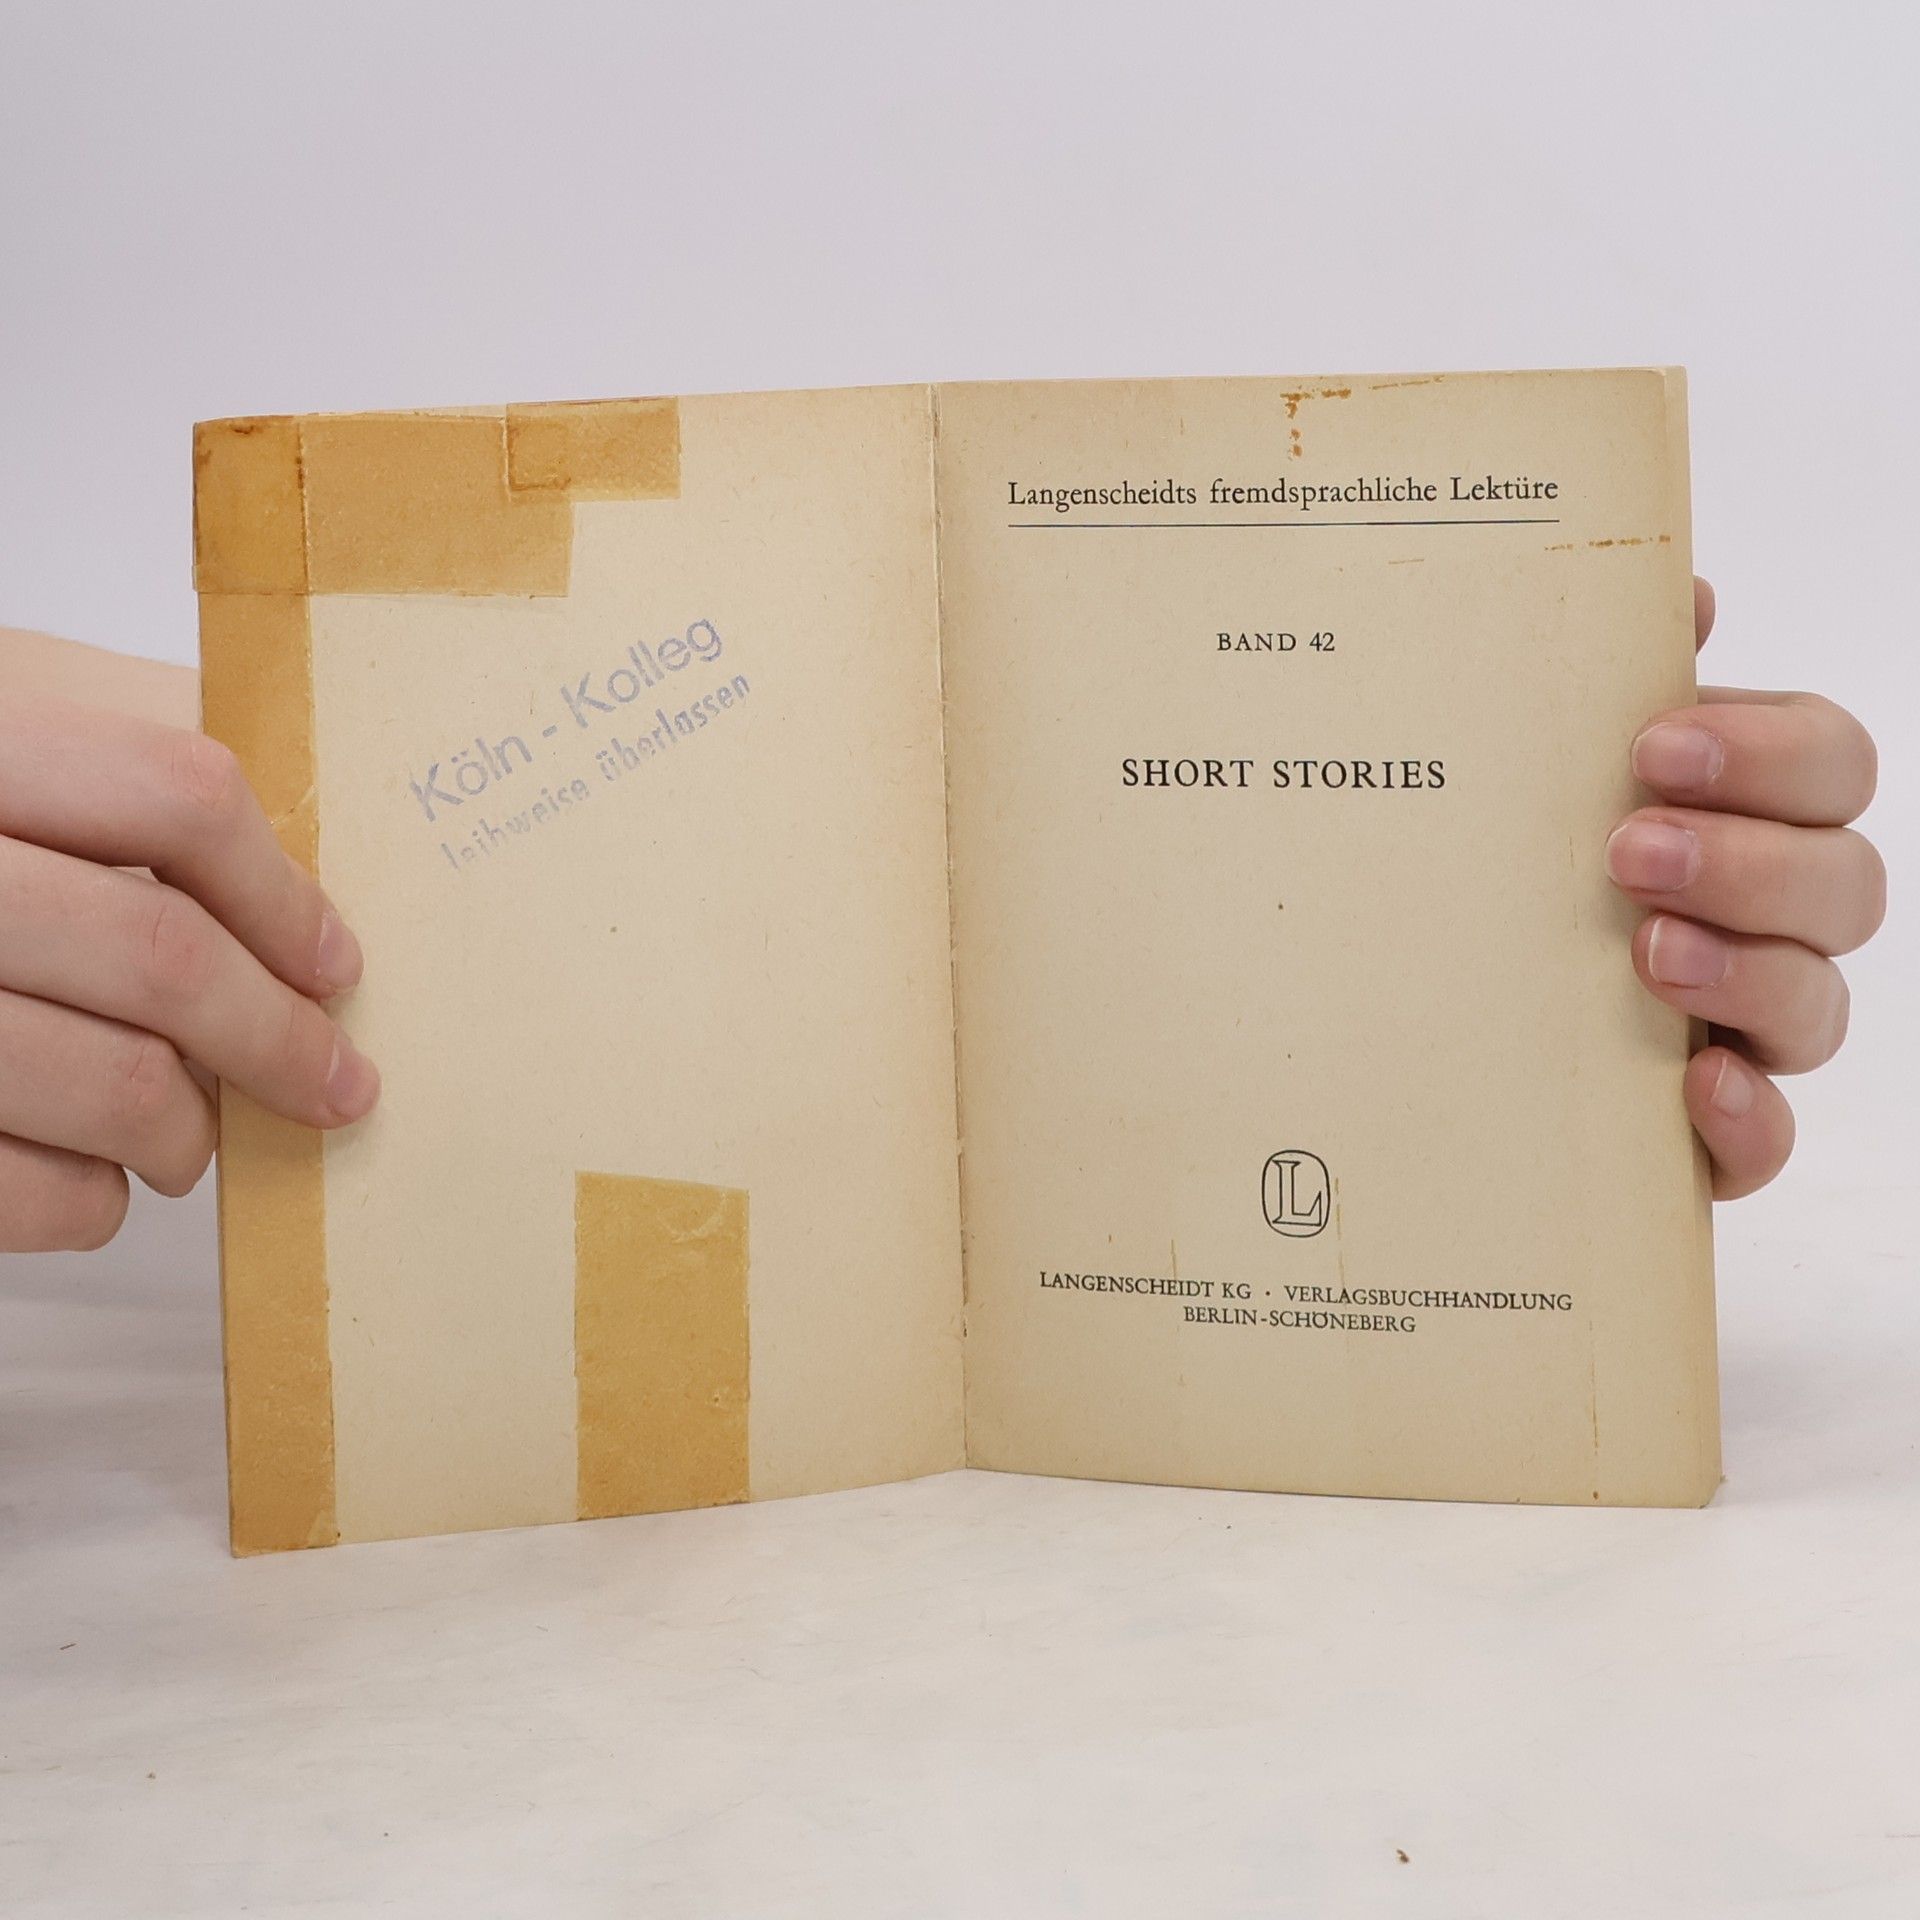 Köln - Kolleg
leihweise überlassen
Langenscheidts fremdsprachliche Lektüre
BAND 42
SHORT STORIES
L
LANGENSCHEIDT KG · VERLAGSBUCHHANDLUNG
BERLIN-SCHÖNEBERG